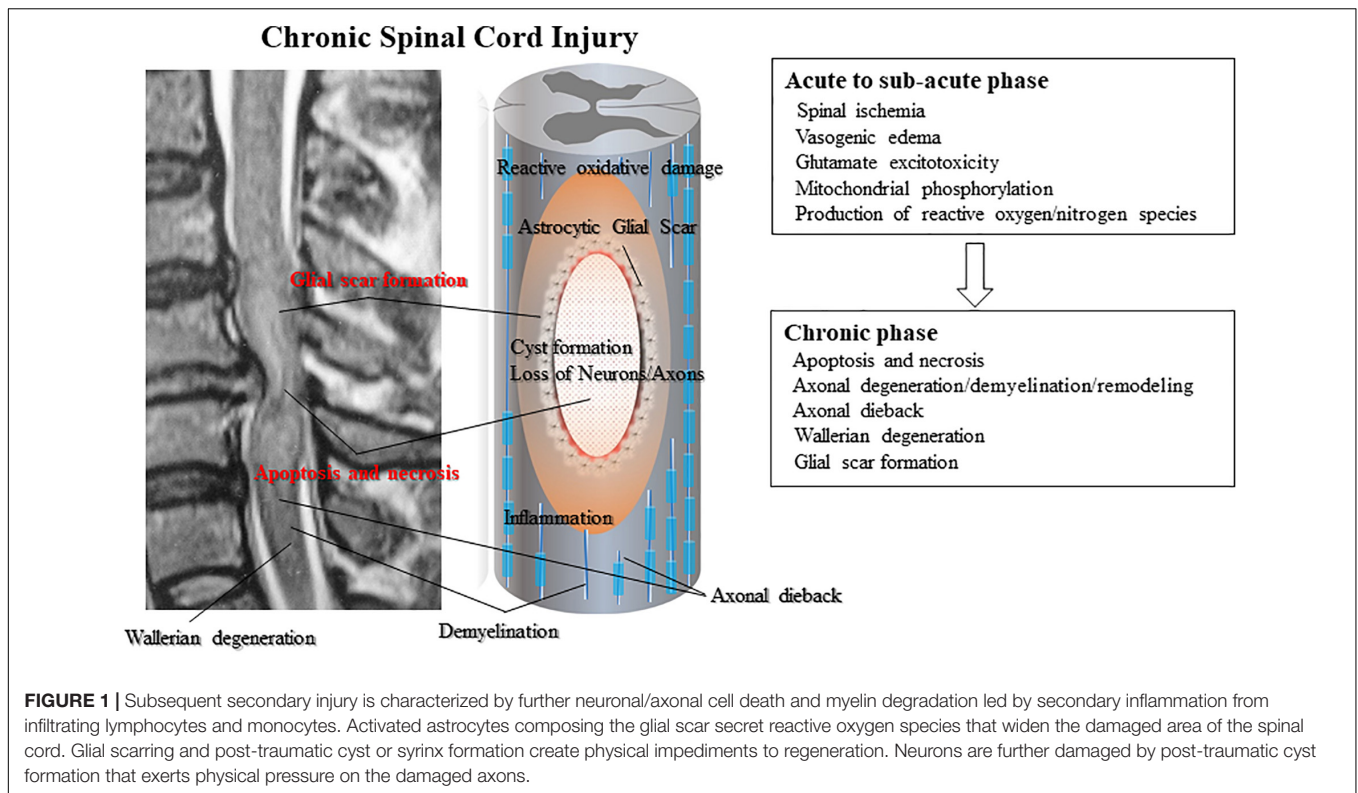 Chronic Spinal Cord Injury
Reactive oxidative damage
Astrocytic Glial Scar
Glial scar formation
Cyst formation
Loss of Neurons/Axons
Apoptosis and necrosis
Inflammation
Axonal dieback
Demyelination
Wallerian degeneration
Acute to sub-acute phase
Spinal ischemia
Vasogenic edema
Glutamate excitotoxicity
Mitochondrial phosphorylation
Production of reactive oxygen/nitrogen species
Chronic phase
Apoptosis and necrosis
Axonal degeneration/demyelination/remodeling
Axonal dieback
Wallerian degeneration
Glial scar formation
FIGURE 1 | Subsequent secondary injury is characterized by further neuronal/axonal cell death and myelin degradation led by secondary inflammation from
infiltrating lymphocytes and monocytes. Activated astrocytes composing the glial scar secret reactive oxygen species that widen the damaged area of the spinal
cord. Glial scarring and post-traumatic cyst or syrinx formation create physical impediments to regeneration. Neurons are further damaged by post-traumatic cyst
formation that exerts physical pressure on the damaged axons.